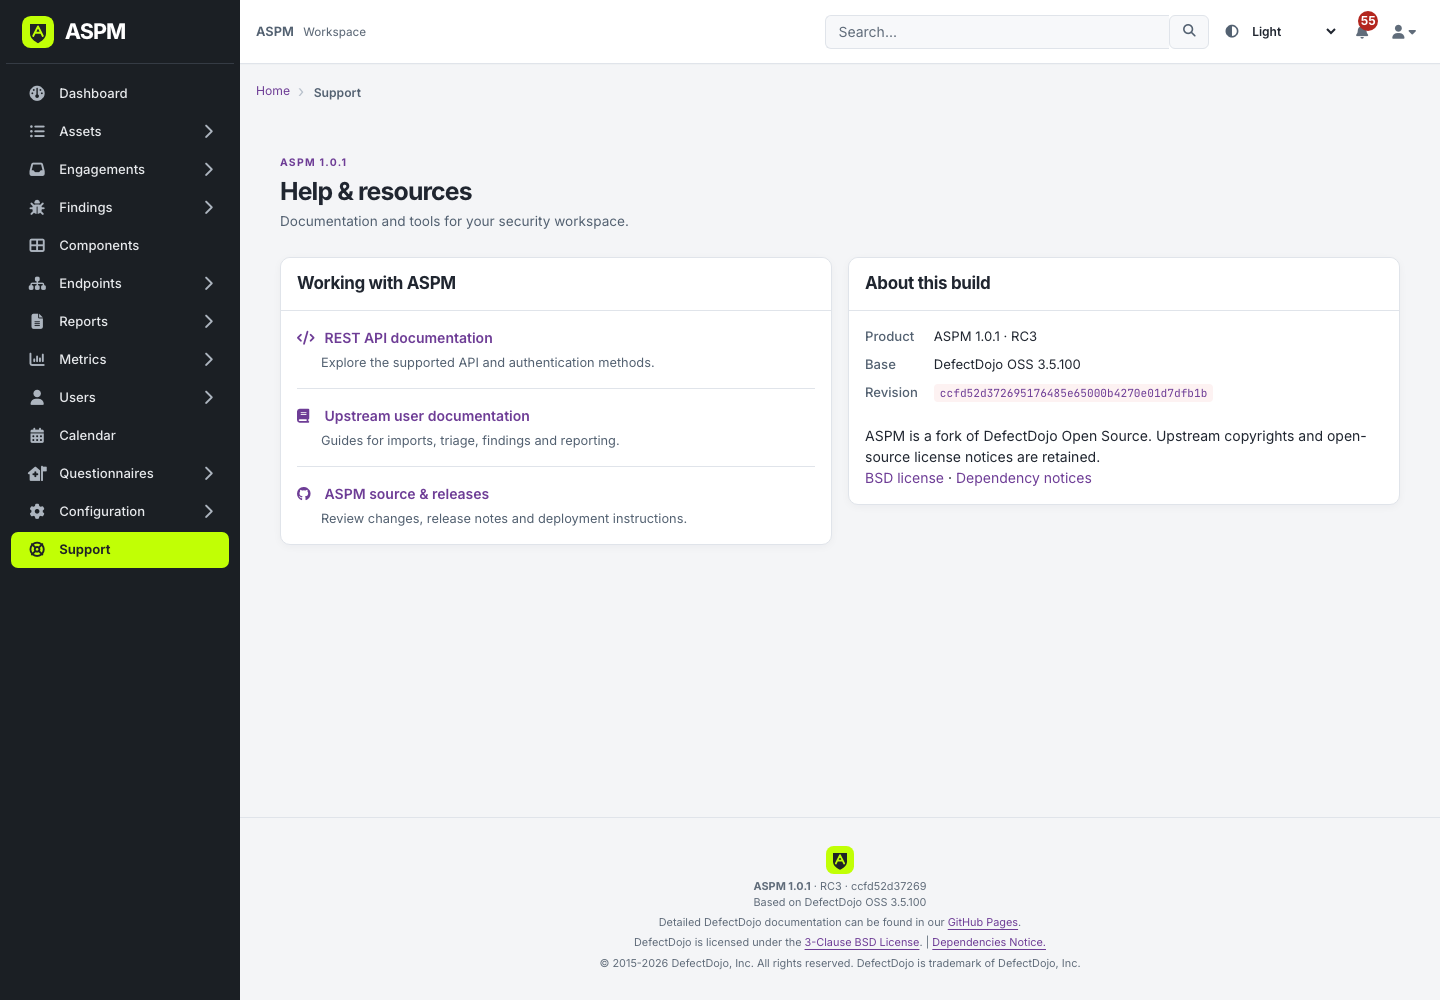 ASPM
ASPM Workspace
Search...
Light
55
Dashboard
Assets
Engagements
Findings
Components
Endpoints
Reports
Metrics
Users
Calendar
Questionnaires
Configuration
Support
Home
Support
ASPM 1.0.1
Help & resources
Documentation and tools for your security workspace.
Working with ASPM
REST API documentation
Explore the supported API and authentication methods.
Upstream user documentation
Guides for imports, triage, findings and reporting.
ASPM source & releases
Review changes, release notes and deployment instructions.
About this build
Product ASPM 1.0.1 · RC3
Base DefectDojo OSS 3.5.100
Revision ccfd52d372695176485e65000b4270e01d7dfb1b
ASPM is a fork of DefectDojo Open Source. Upstream copyrights and open-
source license notices are retained.
BSD license · Dependency notices
ASPM 1.0.1 · RC3 · ccfd52d37269
Based on DefectDojo OSS 3.5.100
Detailed DefectDojo documentation can be found in our GitHub Pages.
DefectDojo is licensed under the 3-Clause BSD License. | Dependencies Notice.
© 2015-2026 DefectDojo, Inc. All rights reserved. DefectDojo is trademark of DefectDojo, Inc.